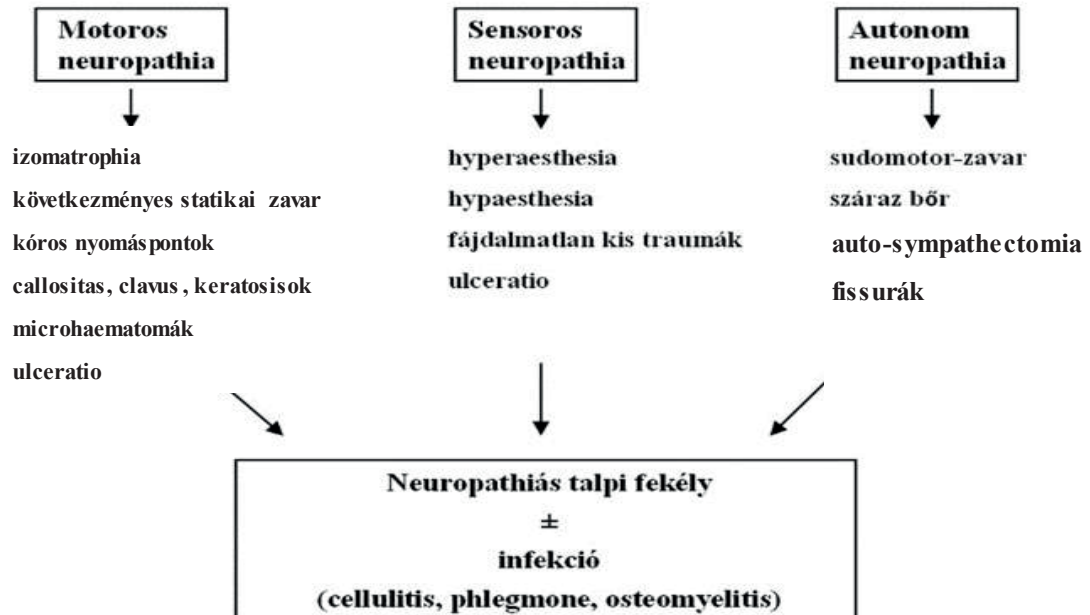 Motoros
neuropathia
izomatrophia
következményes statikai zavar
kóros nyomáspontok
callositas, clavus, keratosisok
microhaematomák
ulceratio
Sensoros
neuropathia
hyperaesthesia
hypaesthesia
fájdalmatlan kis traumák
ulceratio
Autonom
neuropathia
sudomotor-zavar
száraz bőr
auto-sympathectomia
fissurák
Neuropathiás talpi fekély
±
infekció
(cellulitis, phlegmone, osteomyelitis)